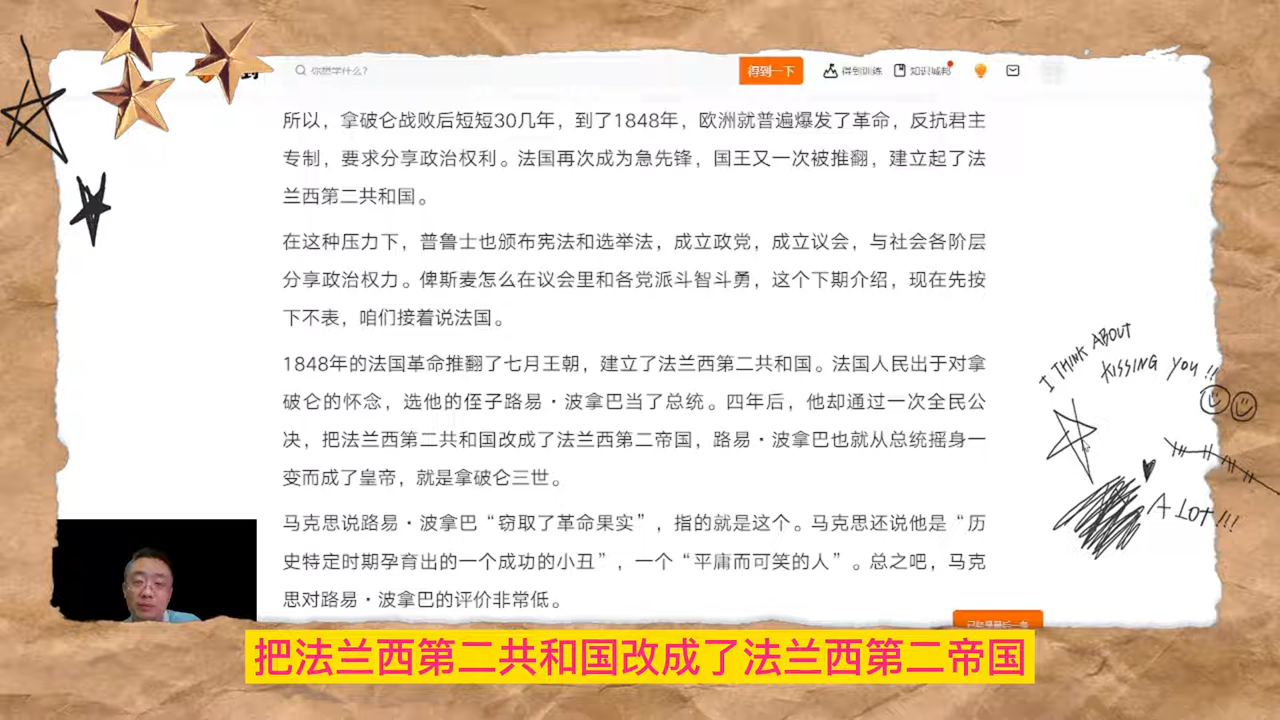 到
你想学什么?
得到一下
得到训练
知识城邦
所以，拿破仑战败后短短30几年，到了1848年，欧洲就普遍爆发了革命，反抗君主
专制，要求分享政治权利。法国再次成为急先锋，国王又一次被推翻，建立起了法
兰西第二共和国。
在这种压力下，普鲁士也颁布宪法和选举法，成立政党，成立议会，与社会各阶层
分享政治权力。俾斯麦怎么在议会里和各党派斗智斗勇，这个下期介绍，现在先按
下不表，咱们接着说法国。
1848年的法国革命推翻了七月王朝，建立了法兰西第二共和国。法国人民出于对拿
破仑的怀念，选他的侄子路易·波拿巴当了总统。四年后，他却通过一次全民公
决，把法兰西第二共和国改成了法兰西第二帝国，路易·波拿巴也就从总统摇身一
变而成了皇帝，就是拿破仑三世。
马克思说路易·波拿巴“窃取了革命果实”，指的就是这个。马克思还说他是“历
史特定时期孕育出的一个成功的小丑”，一个“平庸而可笑的人”。总之吧，马克
思对路易·波拿巴的评价非常低。
I THINK ABOUT
KISSING YOU !!
A LOT!!!
已经是最后一条
把法兰西第二共和国改成了法兰西第二帝国